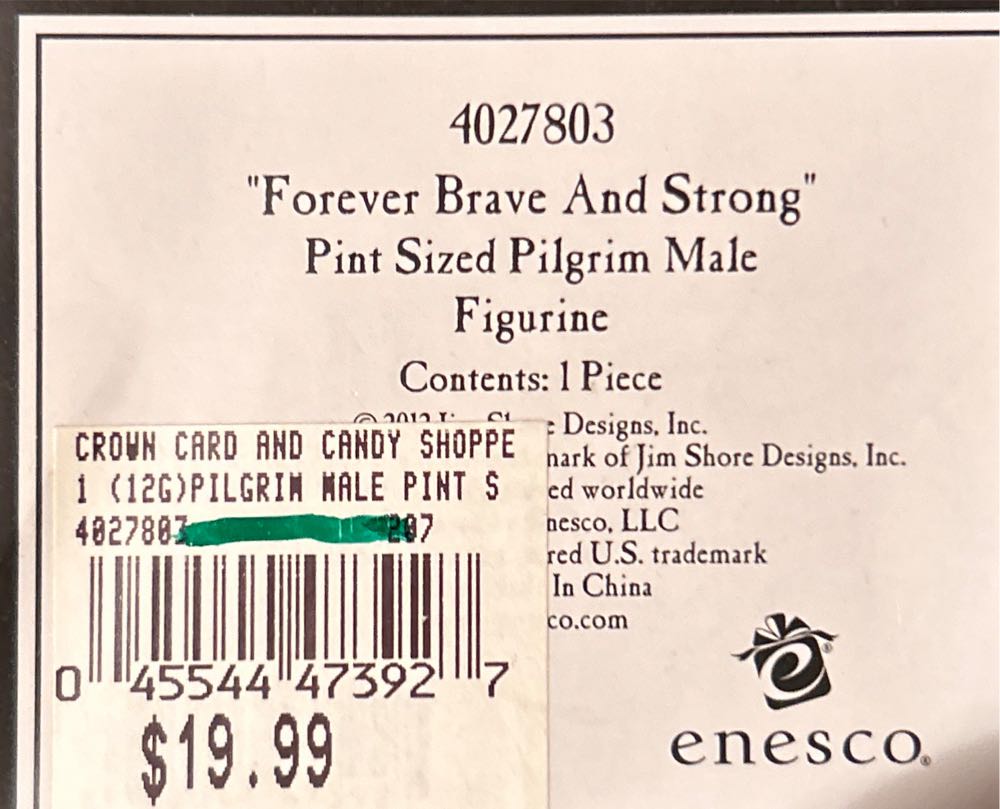 4027803
"Forever Brave And Strong"
Pint Sized Pilgrim Male
Figurine
Contents: 1 Piece
Designs, Inc.
mark of Jim Shore Designs, Inc.
ed worldwide
nesco, LLC
red U.S. trademark
In China
co.com
CROWN CARD AND CANDY SHOPPE
1 (12G)PILGRIM MALE PINT S
4027803 207
0 45544 47392 7
$19.99
enesco®